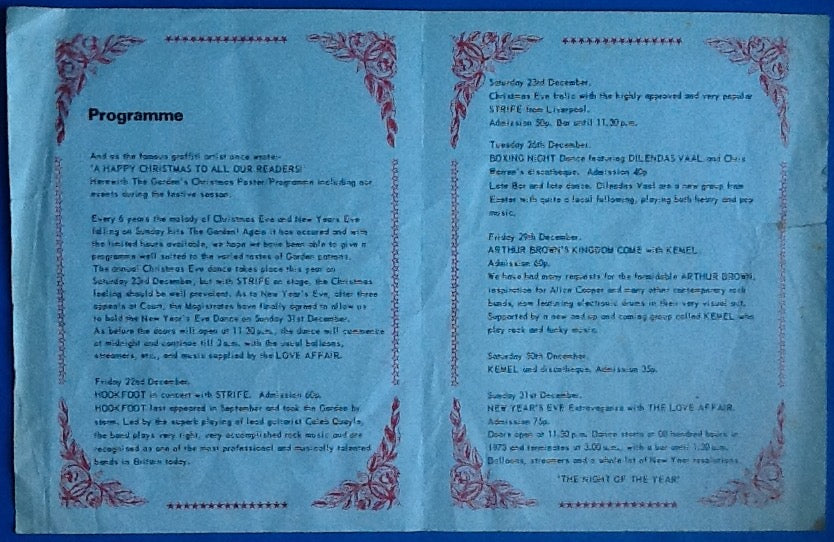 Programme
And as the famous graffiti artist once wrote:-
'A HAPPY CHRISTMAS TO ALL OUR READERS'
Herewith The Garden's Christmas Poster/Programme including our
events during the festive season.
Every 6 years the malady of Christmas Eve and New Years Eve
falling on Sunday hits The Garden! Again it has occured and with
the limited hours available, we hope we have been able to give a
programme well suited to the varied tastes of Garden patrons.
The annual Christmas Eve dance takes place this year on
Saturday 23rd December, but with STRIFE on stage, the Christmas
feeling should be well prevalent. As to New Year's Eve, after three
appeals at Court, the Magistrates have finally agreed to allow us
to hold the New Year's Eve Dance on Sunday 31st December.
As before the doors will open at 11.30 p.m., the dance will commence
at midnight and continue till 3 a.m. with the usual balloons,
streamers, etc., and music supplied by the LOVE AFFAIR.
Friday 22nd December.
HOOKFOOT in concert with STRIFE. Admission 60p.
HOOKFOOT last appeared in September and took the Garden by
storm. Led by the superb playing of lead guitarist Caleb Quayle,
the band plays very tight, very accomplished rock music and are
recognised as one of the most professional and musically talented
bands in Britain today.
Saturday 23rd December.
Christmas Eve frolic with the highly approved and very popular
STRIFE from Liverpool.
Admission 50p. Bar until 11.30 p.m.
Tuesday 26th December.
BOXING NIGHT Dance featuring DILENDAS VAAL and Chris
discotheque. Admission 40p
Late Bar and late dance. Dilendas Vaal are a new group from
Exeter with quite a local following, playing both heavy and pop
music.
Friday 29th December.
ARTHUR BROWN'S KINGDOM COME with KEMEL.
Admission 60p.
We have had many requests for the formidable ARTHUR BROWN,
inspiration for Alice Cooper and many other contemporary rock
bands, now featuring electronic drums in their very visual act.
Supported by a new and up and coming group called KEMEL who
play rock and funky music.
Saturday 30th December.
KEMEL and discotheque. Admission 35p.
Sunday 31st December.
NEW YEAR'S EVE Extravaganza with THE LOVE AFFAIR.
Admission 75p.
Doors open at 11.30 p.m. Dance starts at 00 hundred hours in
1973 and terminates at 3.00 a.m. with a bar until 1.30 a.m.
Balloons, streamers and a whole lot of New Year resolutions.
'THE NIGHT OF THE YEAR'